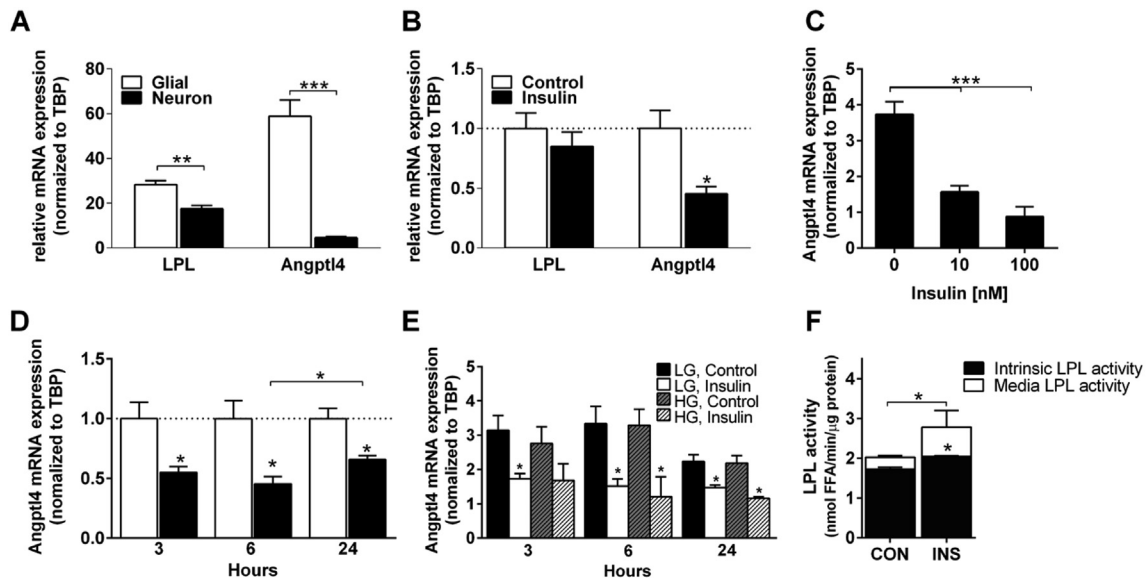 A
relative mRNA expression
(normaized to TBP)
80
60
40
20
0
Glial
Neuron
**
***
LPL
Angptl4
B
relative mRNA expression
(normalized to TBP)
1.5
1.0
0.5
0.0
Control
Insulin
*
LPL
Angptl4
C
Angptl4 mRNA expression
(normalized to TBP)
5
4
3
2
1
0
***
0
10
100
Insulin [nM]
D
Angptl4 mRNA expression
(nomalized to TBP)
1.5
1.0
0.5
0.0
*
*
*
*
3
6
24
Hours
E
Angptl4 mRNA expression
(nomalized to TBP)
5
4
3
2
1
0
LG, Control
LG, Insulin
HG, Control
HG, Insulin
*
*
*
*
*
3
6
24
Hours
F
LPL activity
(nmol FFA/min/µg protein)
5
4
3
2
1
0
Intrinsic LPL activity
Media LPL activity
*
*
CON
INS